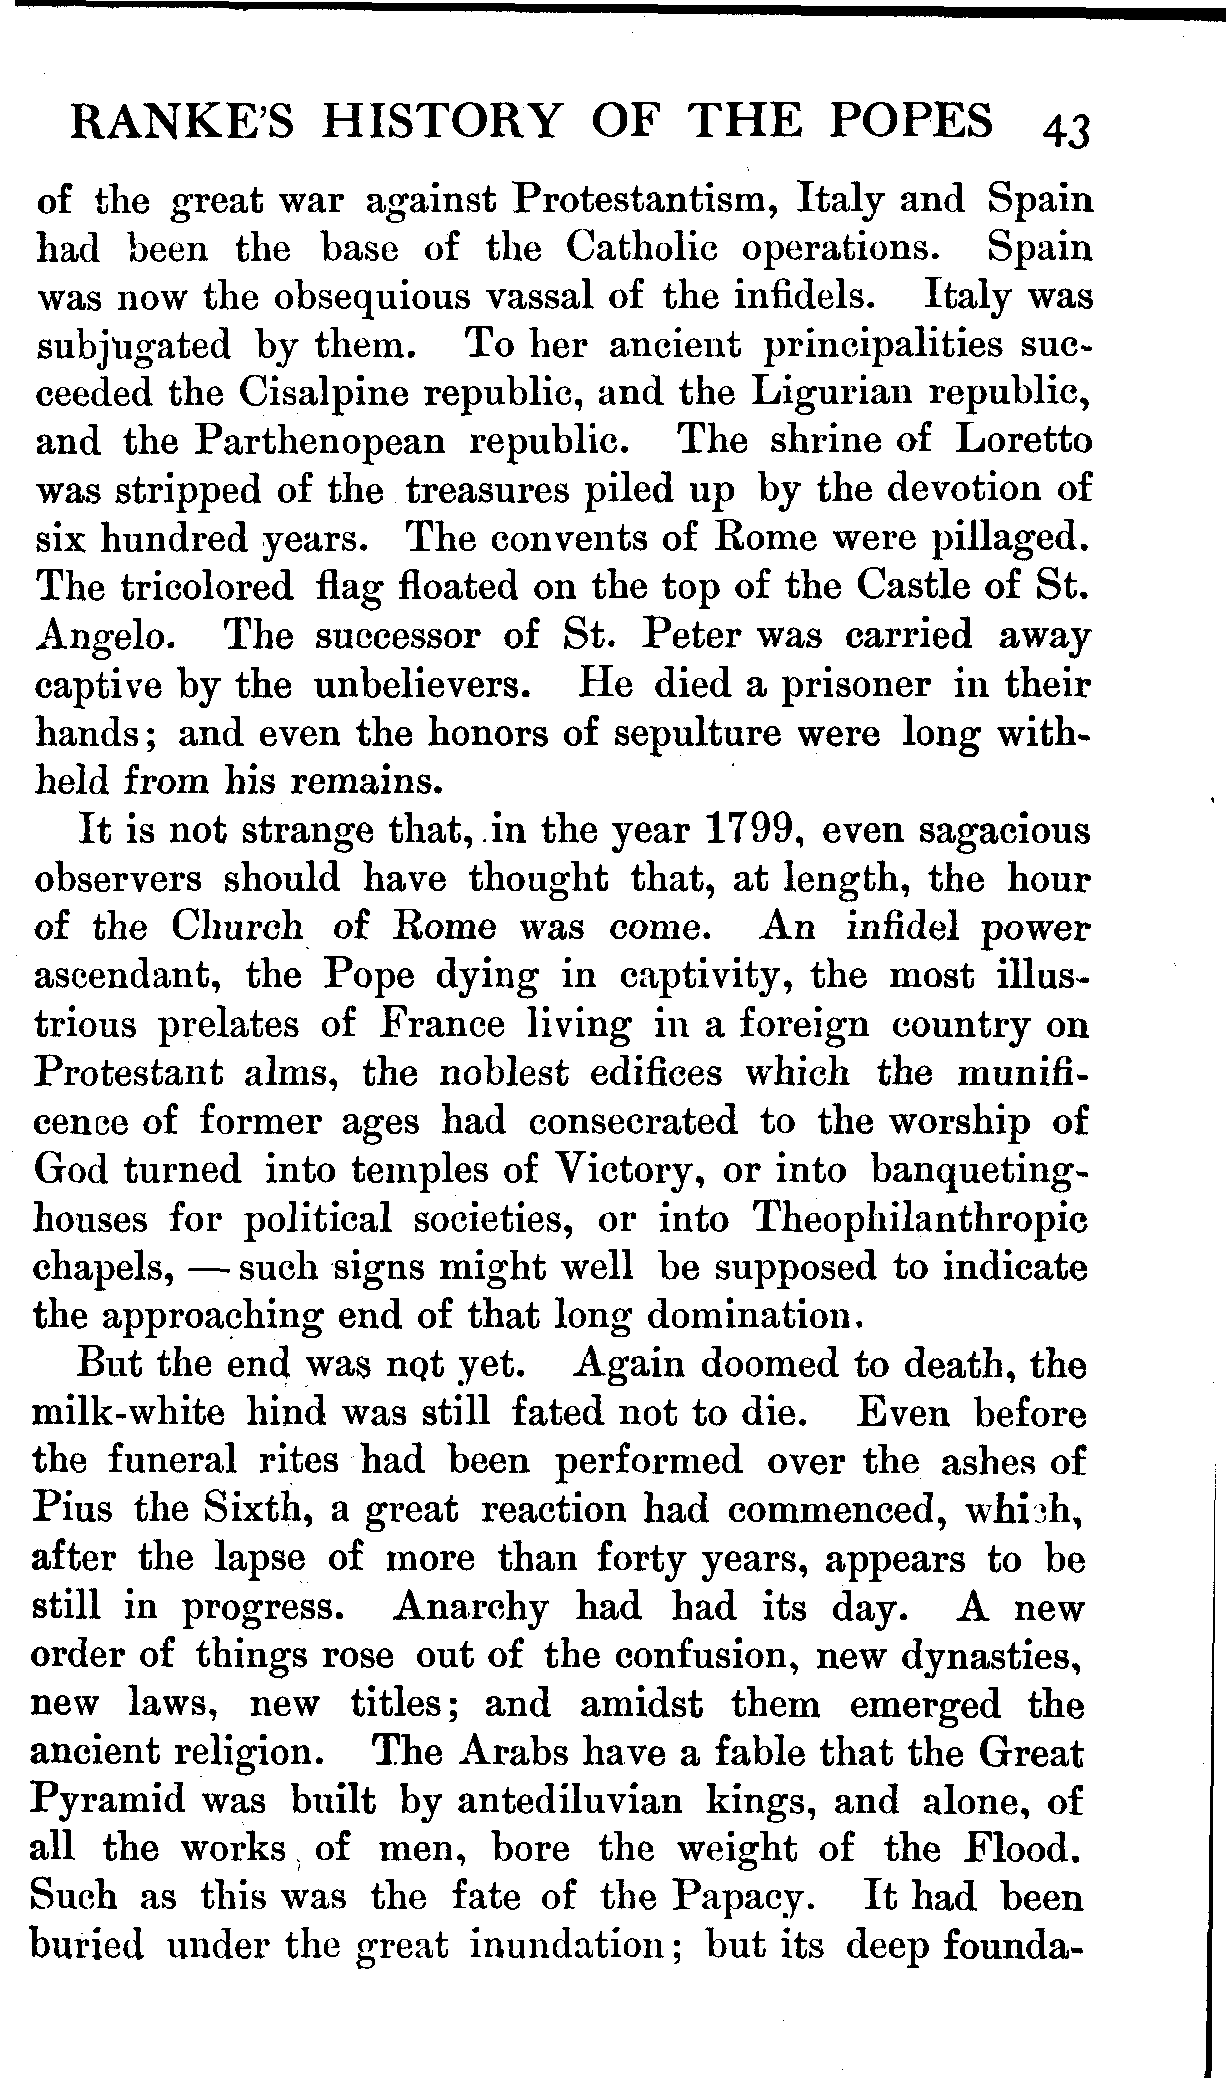 RANKE'S HISTORY OF THE POPES 43
of the great war against Protestantism, Italy and Spain
had been the base of the Catholic operations. Spain
was now the obsequious vassal of the infidels. Italy was
subjugated by them. To her ancient principalities suc-
ceeded the Cisalpine republic, and the Ligurian republic,
and the Parthenopean republic. The shrine of Loretto
was stripped of the treasures piled up by the devotion of
six hundred years. The convents of Rome were pillaged.
The tricolored flag floated on the top of the Castle of St.
Angelo. The successor of St. Peter was carried away
captive by the unbelievers. He died a prisoner in their
hands; and even the honors of sepulture were long with-
held from his remains.
It is not strange that, in the year 1799, even sagacious
observers should have thought that, at length, the hour
of the Church of Rome was come. An infidel power
ascendant, the Pope dying in captivity, the most illus-
trious prelates of France living in a foreign country on
Protestant alms, the noblest edifices which the munifi-
cence of former ages had consecrated to the worship of
God turned into temples of Victory, or into banqueting-
houses for political societies, or into Theophilanthropic
chapels, — such signs might well be supposed to indicate
the approaching end of that long domination.
But the end was not yet. Again doomed to death, the
milk-white hind was still fated not to die. Even before
the funeral rites had been performed over the ashes of
Pius the Sixth, a great reaction had commenced, which,
after the lapse of more than forty years, appears to be
still in progress. Anarchy had had its day. A new
order of things rose out of the confusion, new dynasties,
new laws, new titles; and amidst them emerged the
ancient religion. The Arabs have a fable that the Great
Pyramid was built by antediluvian kings, and alone, of
all the works of men, bore the weight of the Flood.
Such as this was the fate of the Papacy. It had been
buried under the great inundation; but its deep founda-